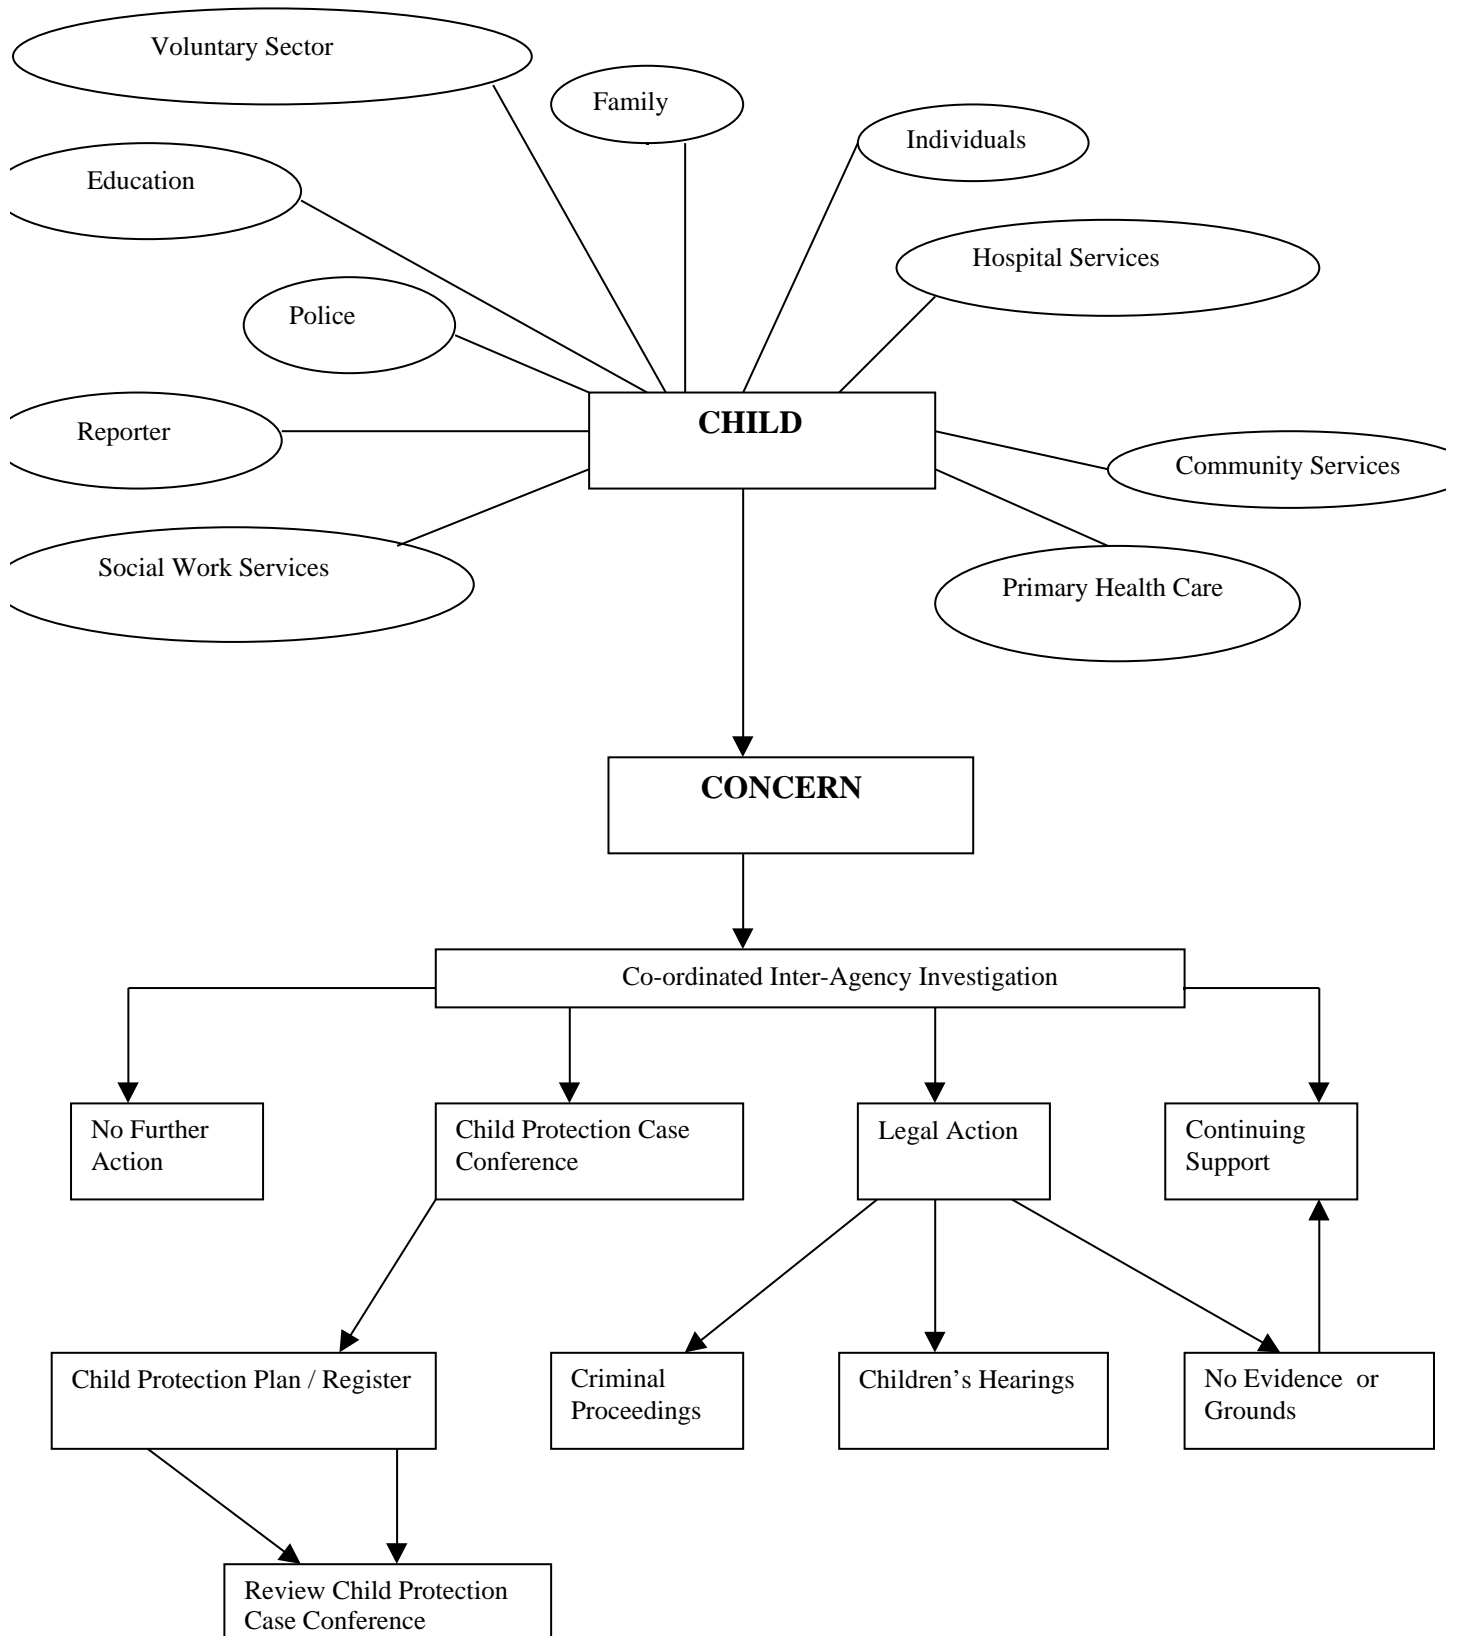 Voluntary Sector
Family
Individuals
Education
Hospital Services
Police
CHILD
Reporter
Community Services
Social Work Services
Primary Health Care
CONCERN
Co-ordinated Inter-Agency Investigation
No Further
Action
Child Protection Case
Conference
Legal Action
Continuing
Support
Child Protection Plan / Register
Criminal
Proceedings
Children’s Hearings
No Evidence  or
Grounds
Review Child Protection
Case Conference